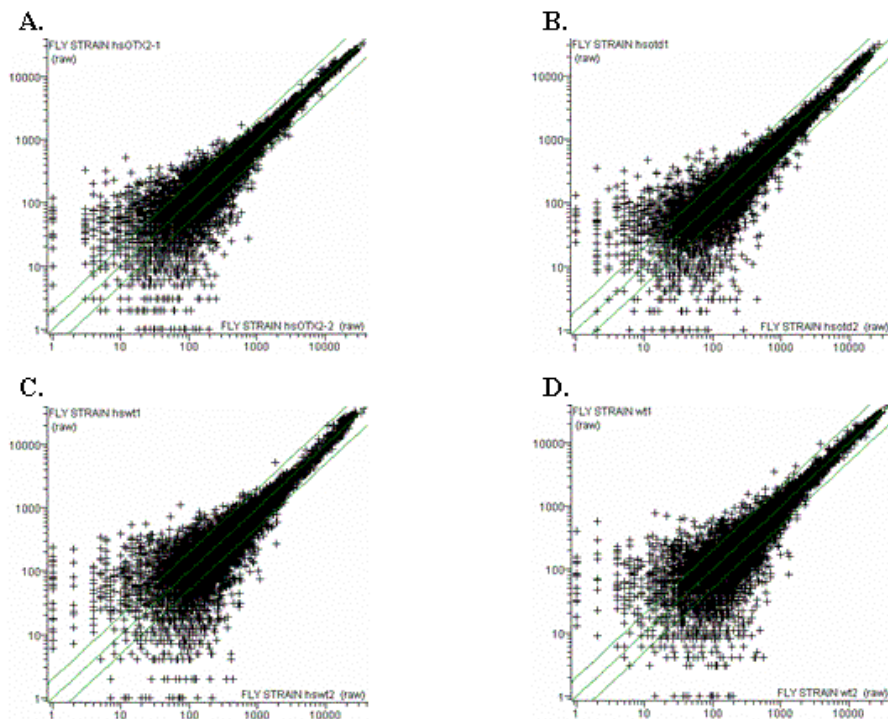 A.
FLY STRAIN hsOTX2-1
(raw)
10000
1000
100
10
1
FLY STRAIN hsOTX2-2 (raw)
1 10 100 1000 10000
B.
FLY STRAIN hsotd1
(raw)
10000
1000
100
10
1
FLY STRAIN hsotd2 (raw)
1 10 100 1000 10000
C.
FLY STRAIN hswt1
(raw)
10000
1000
100
10
1
FLY STRAIN hswt2 (raw)
1 10 100 1000 10000
D.
FLY STRAIN wt1
(raw)
10000
1000
100
10
1
FLY STRAIN wt2 (raw)
1 10 100 1000 10000